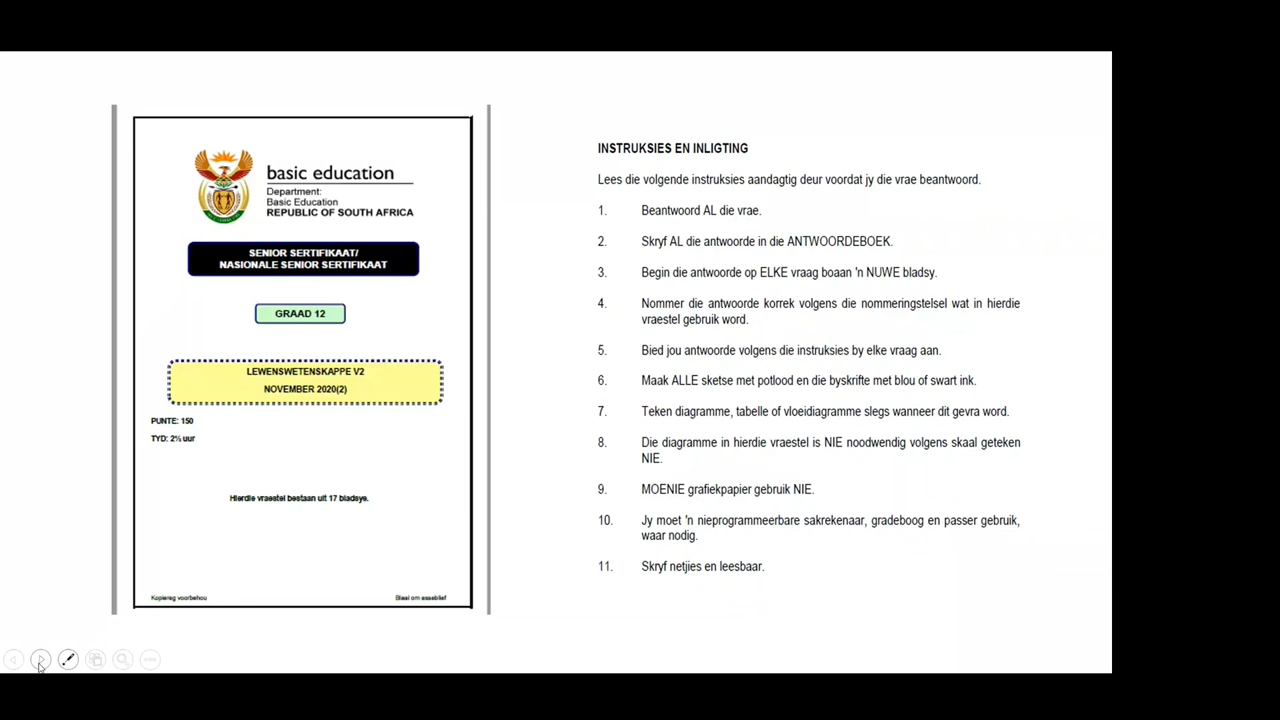 basic education
Department:
Basic Education
REPUBLIC OF SOUTH AFRICA
SENIOR SERTIFIKAAT/
NASIONALE SENIOR SERTIFIKAAT
GRAAD 12
LEWENSWETENSKAPPE V2
NOVEMBER 2020(2)
PUNTE: 150
TYD: 2½ uur
Hierdie vraestel bestaan uit 17 bladsye.
Kopiereg voorbehou
Blaai om asseblief
INSTRUKSIES EN INLIGTING
Lees die volgende instruksies aandagtig deur voordat jy die vrae beantwoord.
1. Beantwoord AL die vrae.
2. Skryf AL die antwoorde in die ANTWOORDEBOEK.
3. Begin die antwoorde op ELKE vraag boaan 'n NUWE bladsy.
4. Nommer die antwoorde korrek volgens die nommeringstelsel wat in hierdie
vraestel gebruik word.
5. Bied jou antwoorde volgens die instruksies by elke vraag aan.
6. Maak ALLE sketse met potlood en die byskrifte met blou of swart ink.
7. Teken diagramme, tabelle of vloeidiagramme slegs wanneer dit gevra word.
8. Die diagramme in hierdie vraestel is NIE noodwendig volgens skaal geteken
NIE.
9. MOENIE grafiekpapier gebruik NIE.
10. Jy moet 'n nieprogrammeerbare sakrekenaar, gradeboog en passer gebruik,
waar nodig.
11. Skryf netjies en leesbaar.